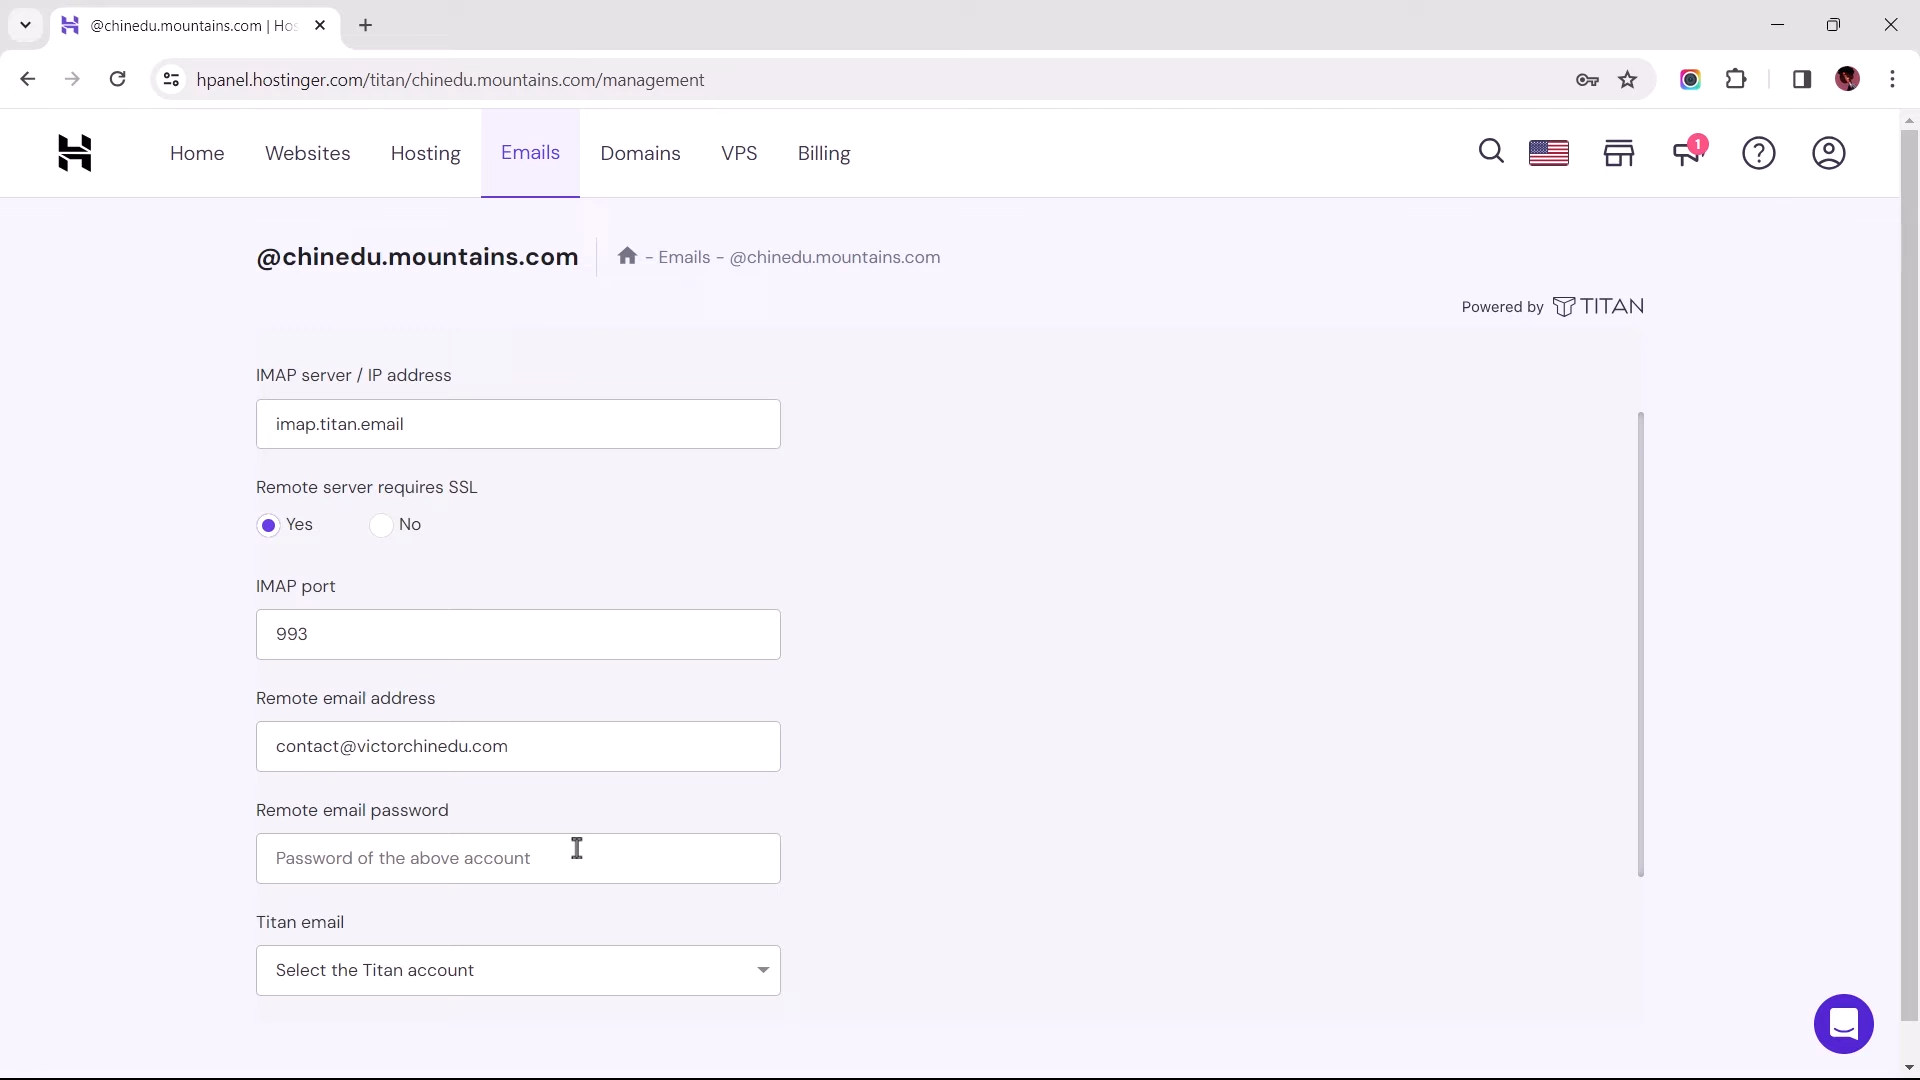 @chinedu.mountains.com | Hos
hpanel.hostinger.com/titan/chinedu.mountains.com/management
Home Websites Hosting Emails Domains VPS Billing
1
@chinedu.mountains.com - Emails - @chinedu.mountains.com
Powered by TITAN
IMAP server / IP address
imap.titan.email
Remote server requires SSL
Yes No
IMAP port
993
Remote email address
contact@victorchinedu.com
Remote email password
Password of the above account
Titan email
Select the Titan account